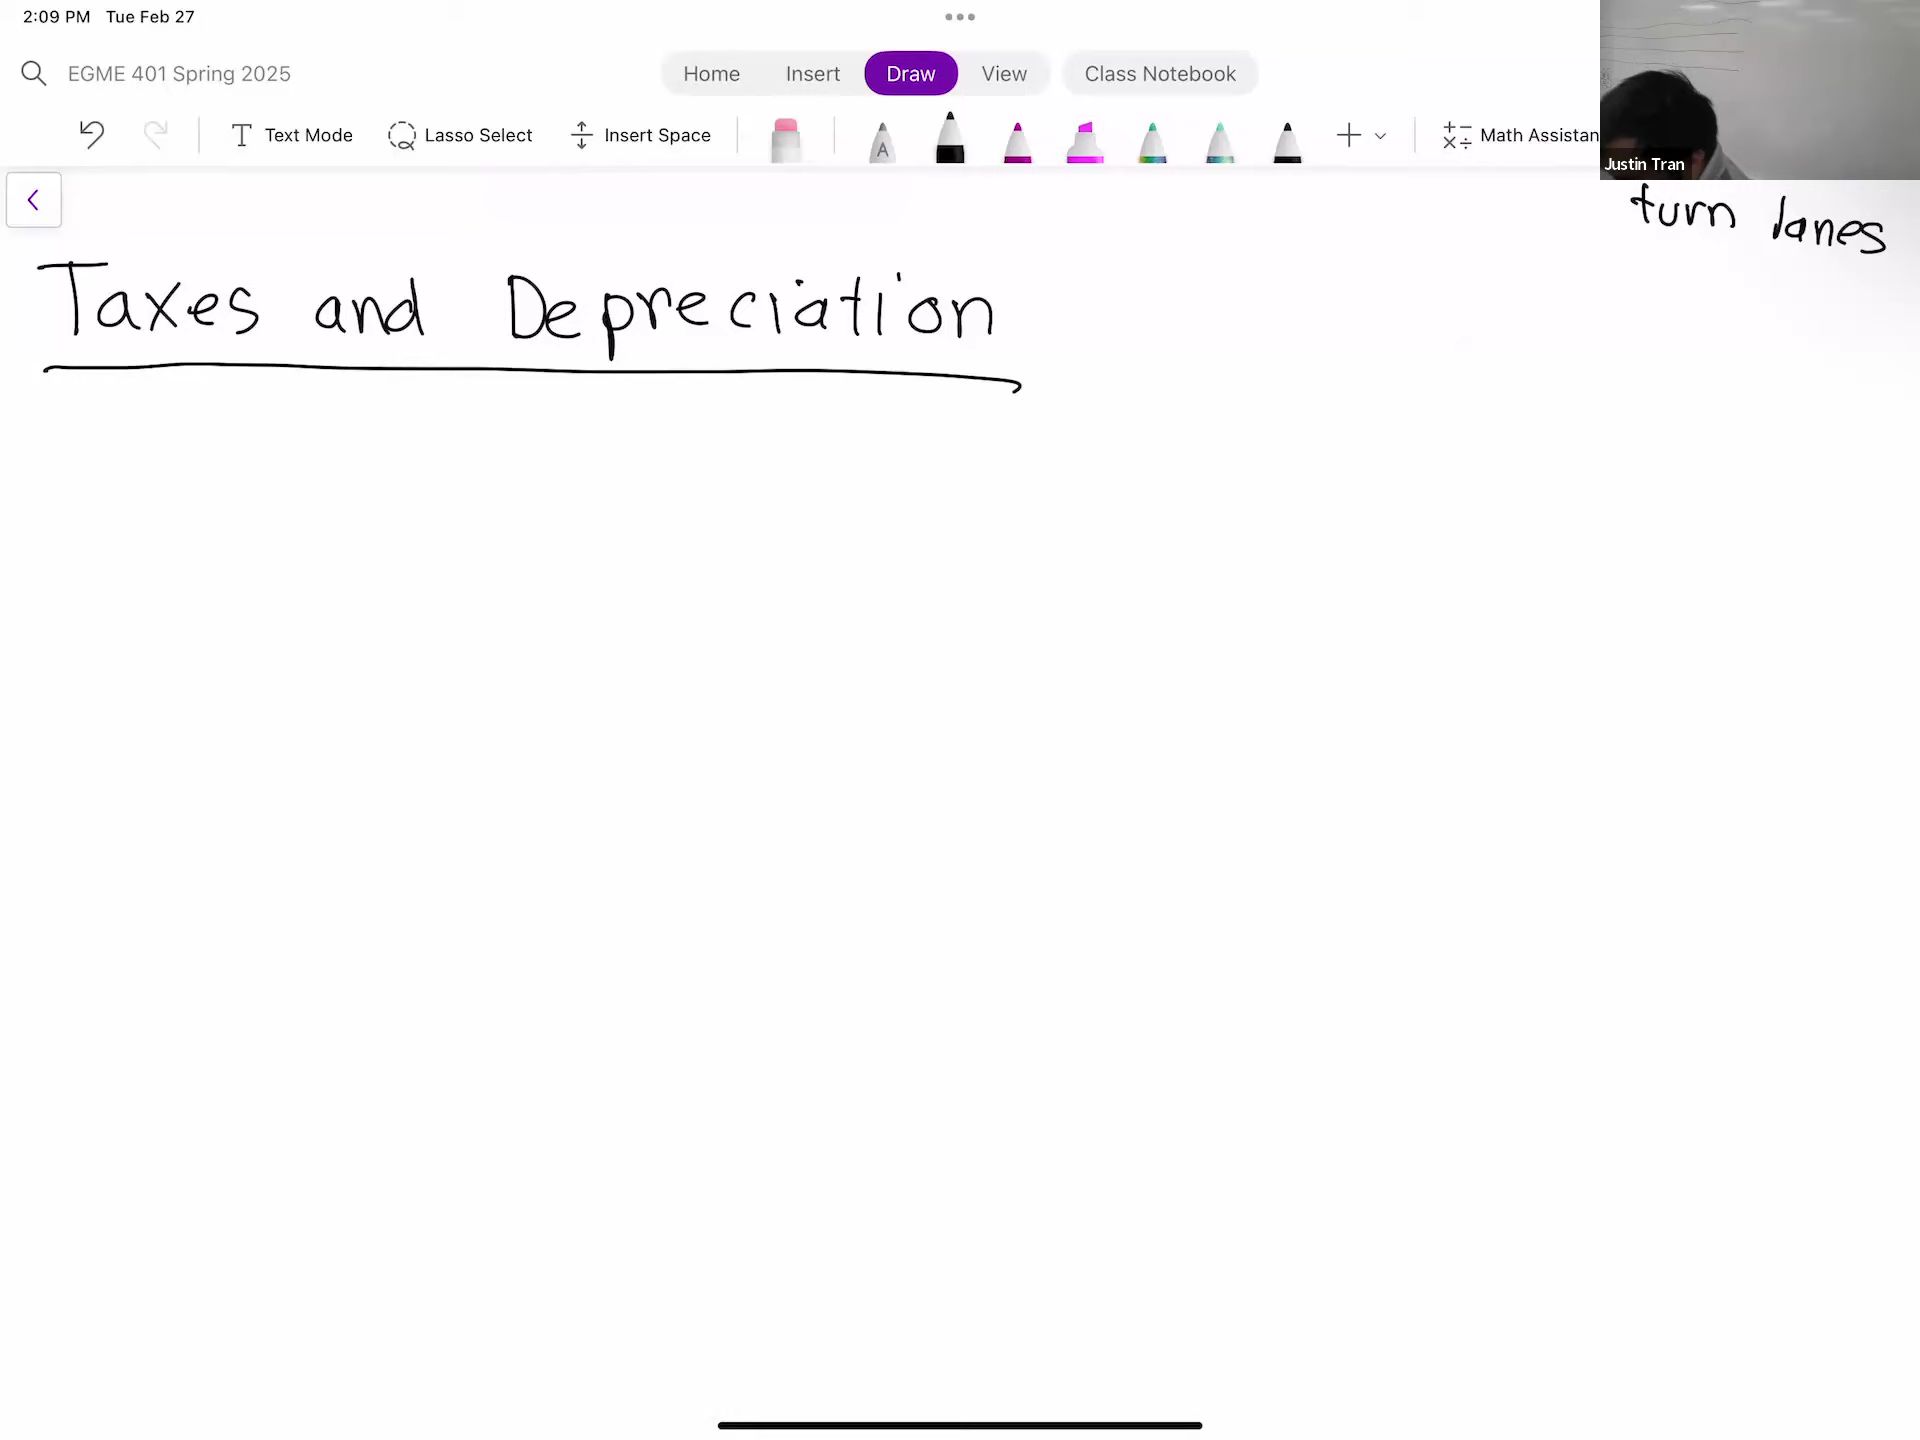 2:09 PM Tue Feb 27
EGME 401 Spring 2025
Home Insert Draw View Class Notebook
Text Mode Lasso Select Insert Space A Math Assistan
Justin Tran
turn lanes
Taxes and Depreciation